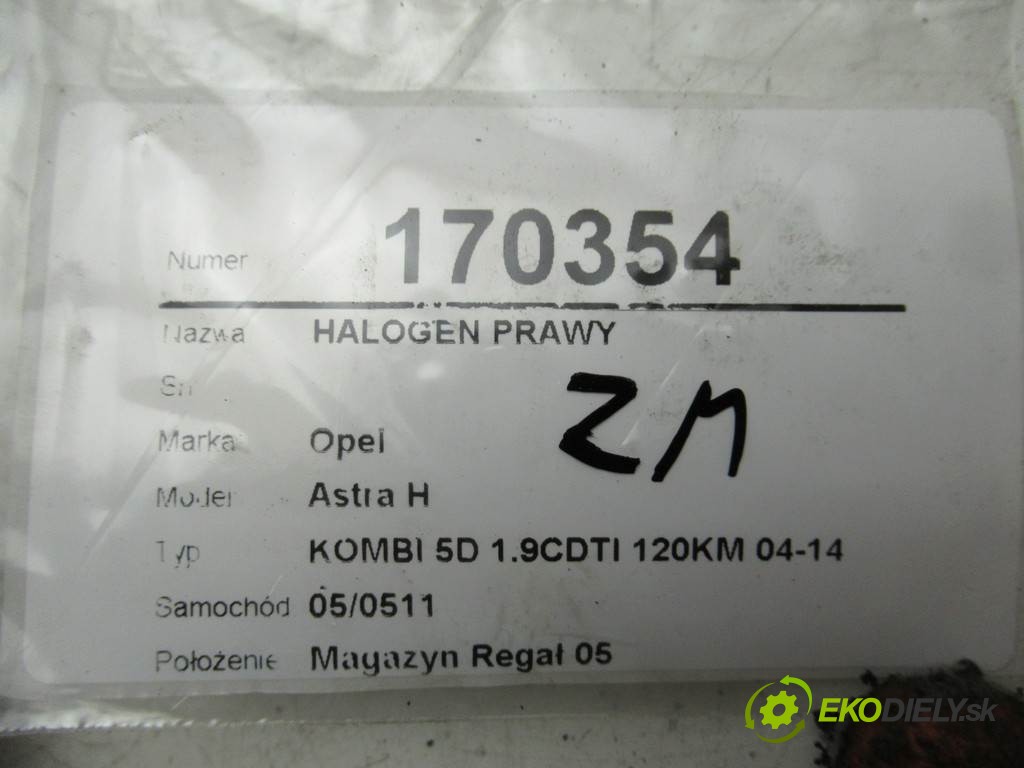 Numer 170354
Nazwa HALOGEN PRAWY
Sn
Marka Opel
ZM
Model Astra H
Typ KOMBI 5D 1.9CDTI 120KM 04-14
Samochód 05/0511
Położenie Magazyn Regał 05
EKODIELY.sk